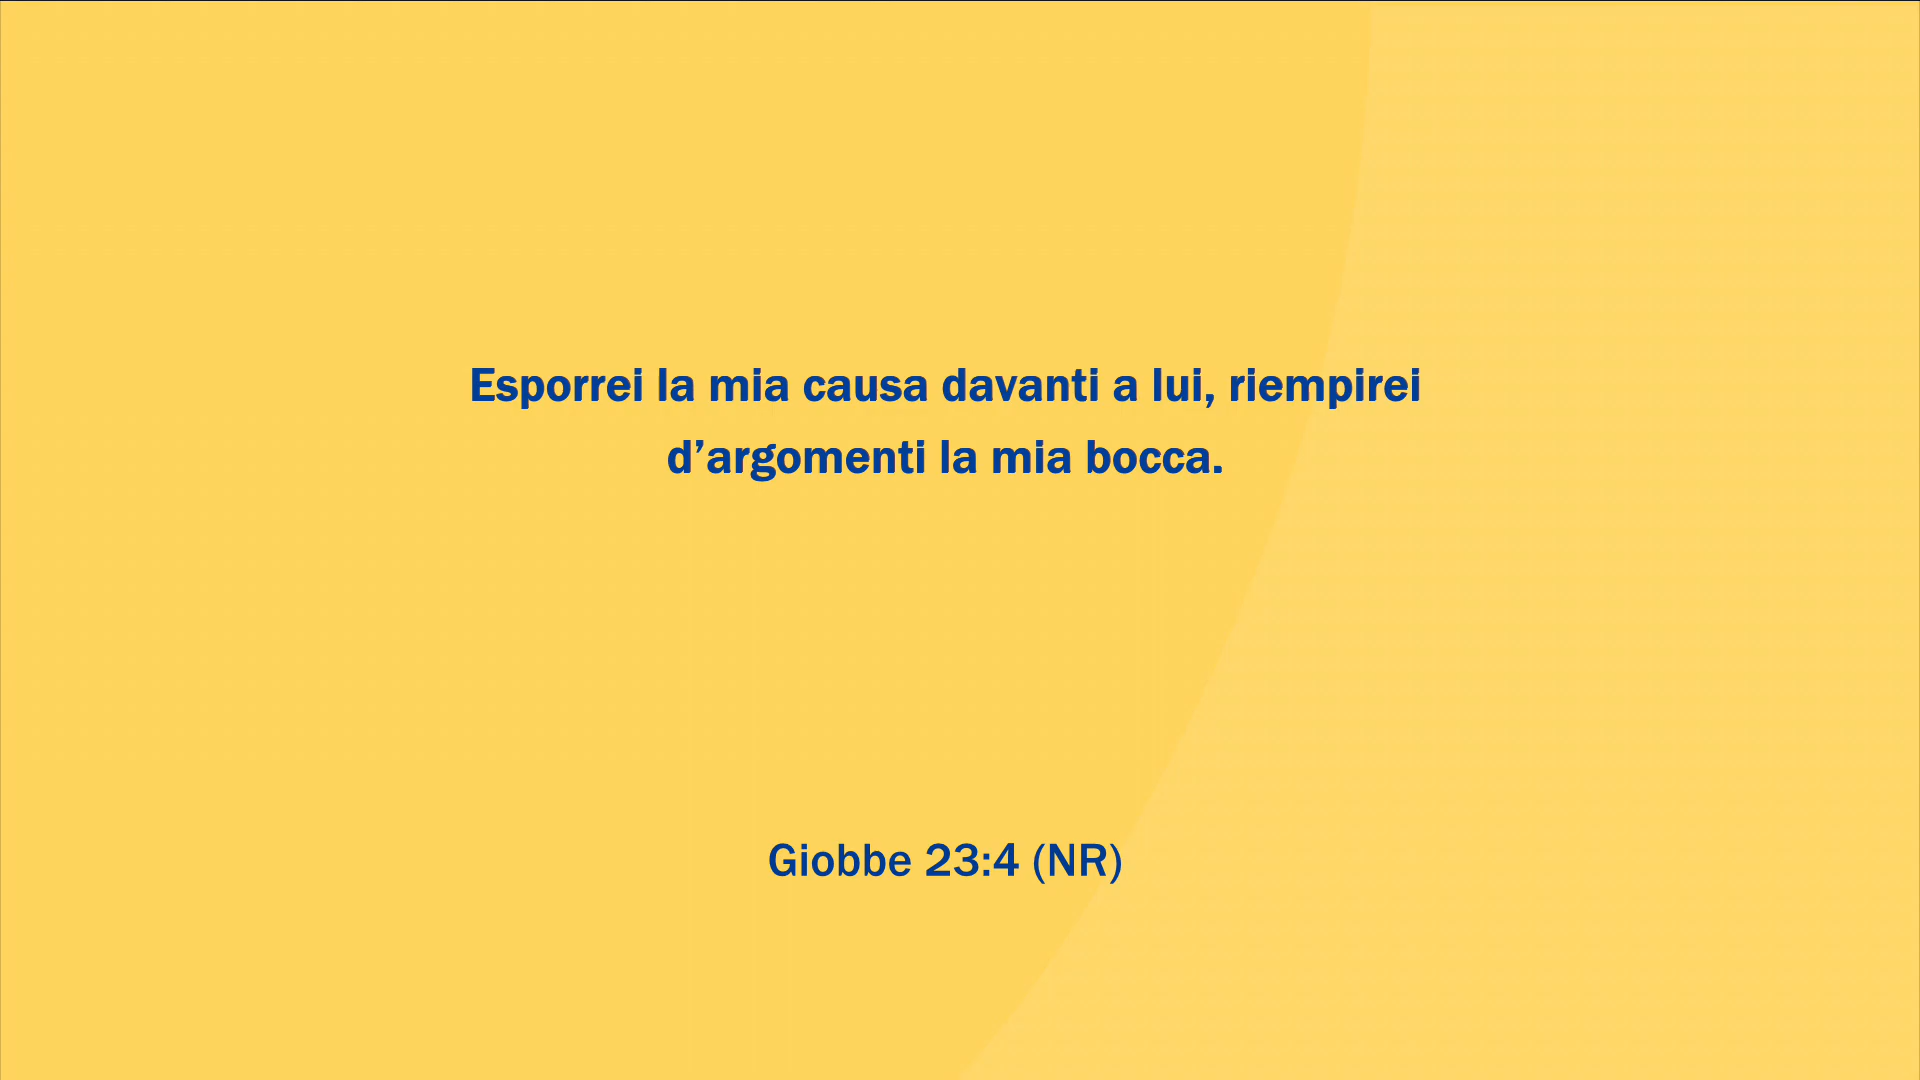 Esporrei la mia causa davanti a lui, riempirei
d’argomenti la mia bocca.
Giobbe 23:4 (NR)